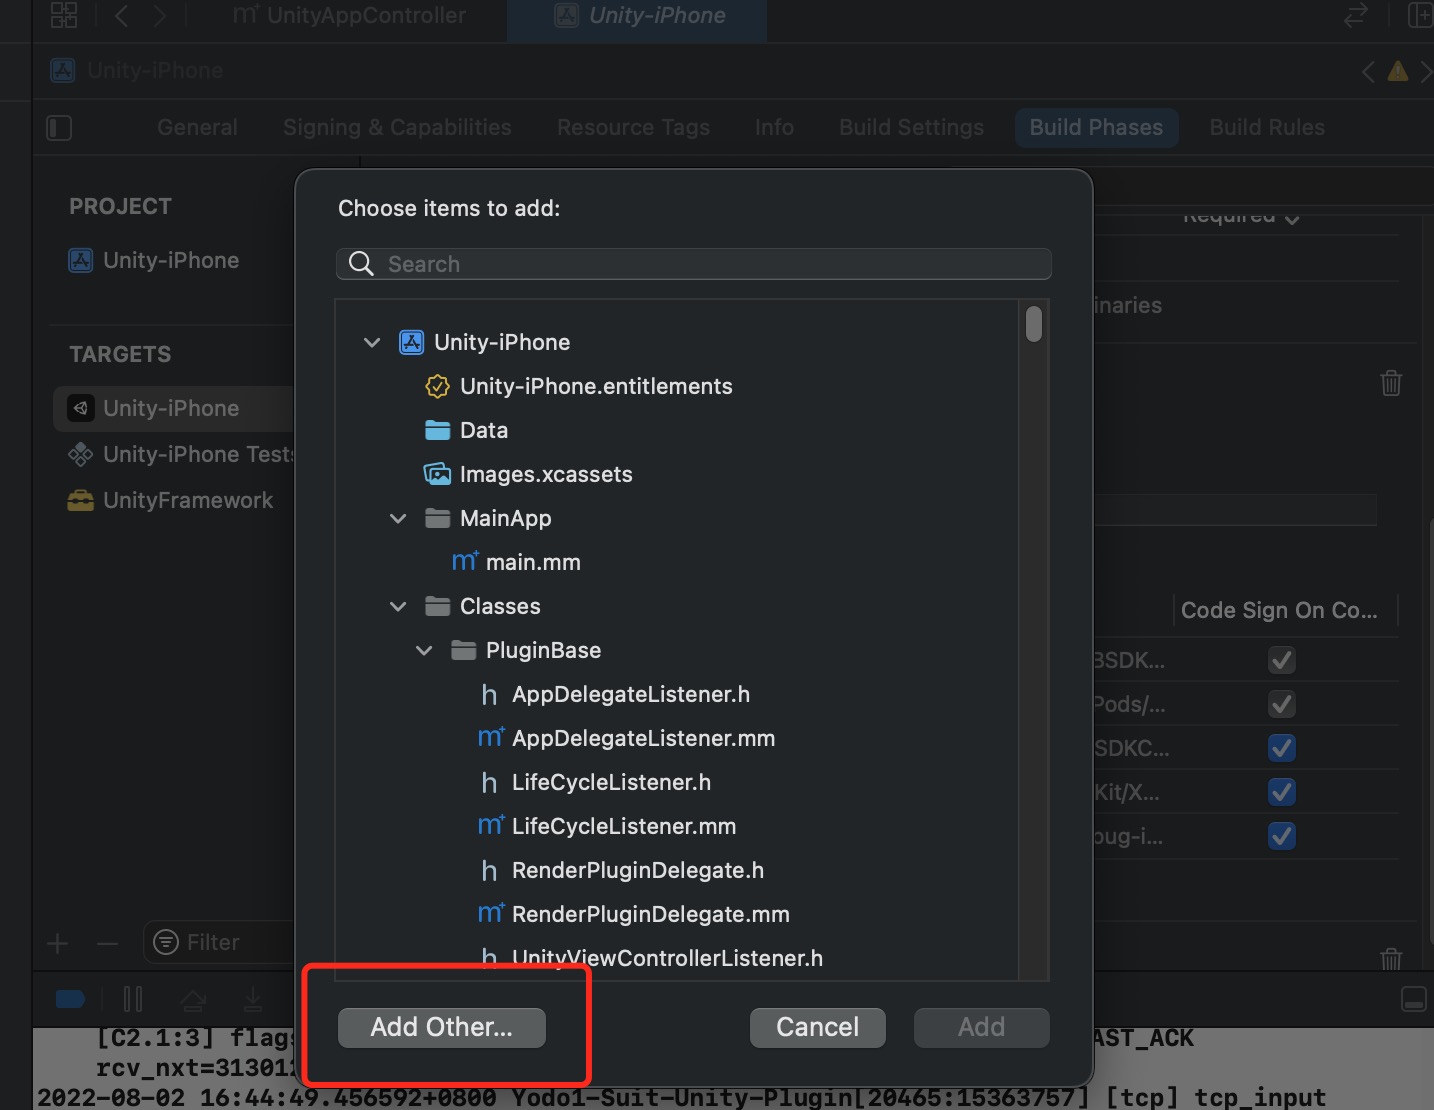 UnityAppController
Unity-iPhone
Unity-iPhone
General
Signing & Capabilities
Resource Tags
Info
Build Settings
Build Phases
Build Rules
PROJECT
Unity-iPhone
TARGETS
Unity-iPhone
Unity-iPhone Tests
UnityFramework
Filter
Required
inaries
Code Sign On Co...
BSDK...
Pods/...
SDKC...
Kit/X...
bug-i...
Choose items to add:
Search
Unity-iPhone
Unity-iPhone.entitlements
Data
Images.xcassets
MainApp
m+ main.mm
Classes
PluginBase
h AppDelegateListener.h
m+ AppDelegateListener.mm
h LifeCycleListener.h
m+ LifeCycleListener.mm
h RenderPluginDelegate.h
m+ RenderPluginDelegate.mm
h UnityViewControllerListener.h
Add Other...
Cancel
Add
[C2.1:3] flags AST_ACK
rcv_nxt=313012
2022-08-02 16:44:49.456592+0800 Yodo1-Suit-Unity-Plugin[20465:15363757] [tcp] tcp_input